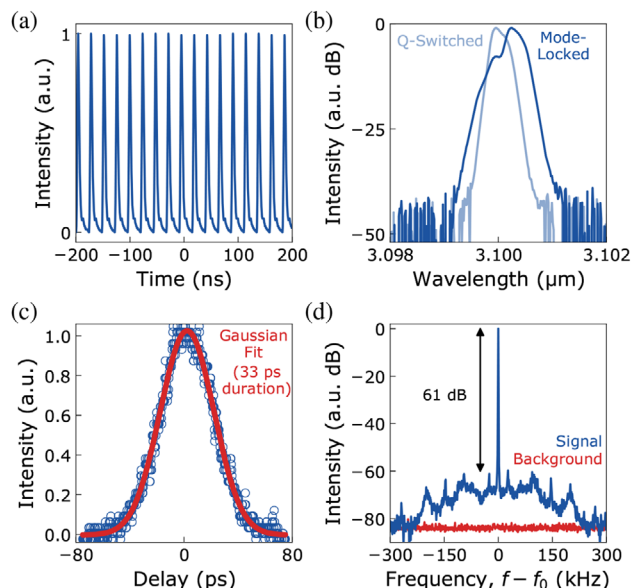 (a)
Intensity (a.u.)
1
0
−200
−100
0
100
200
Time (ns)
(b)
Intensity (a.u. dB)
0
−25
−50
Q-Switched
Mode-
Locked
3.098
3.100
3.102
Wavelength (μm)
(c)
Intensity (a.u.)
1.0
0.8
0.6
0.4
0.2
0.0
Gaussian
Fit
(33 ps
duration)
−80
0
80
Delay (ps)
(d)
Intensity (a.u. dB)
0
−20
−40
−60
−80
61 dB
Signal
Background
−300
−150
0
150
300
Frequency, f − f0 (kHz)